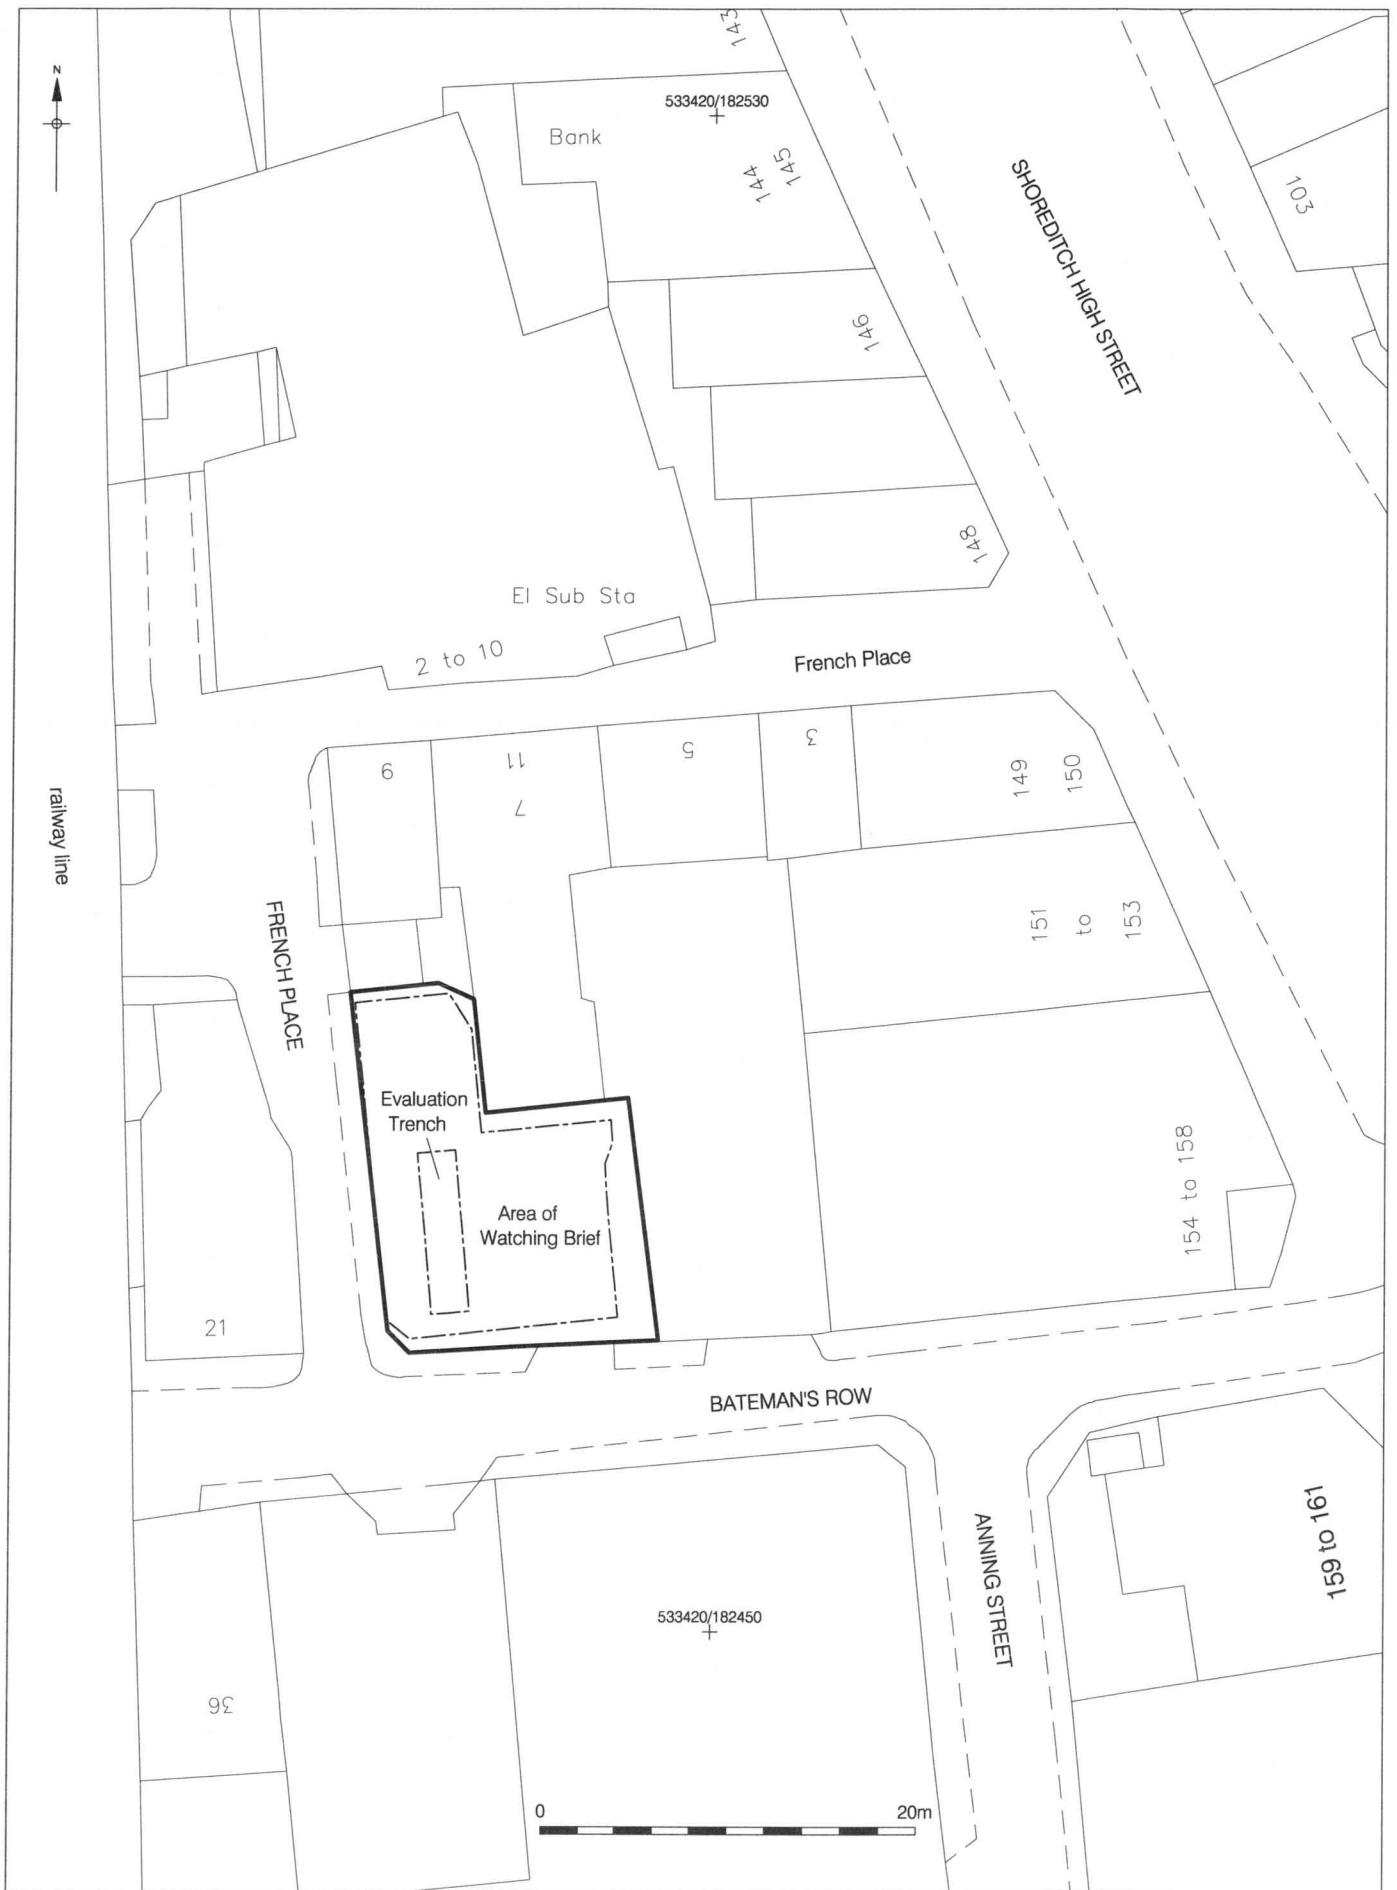 143
N
533420/182530
Bank
144
145
SHOREDITCH HIGH STREET
103
146
148
El Sub Sta
2 to 10
French Place
railway line
9
11
7
5
3
149
150
151
to
153
FRENCH PLACE
Evaluation
Trench
Area of
Watching Brief
154 to 158
21
BATEMAN'S ROW
ANNING STREET
159 to 161
533420/182450
36
0
20m